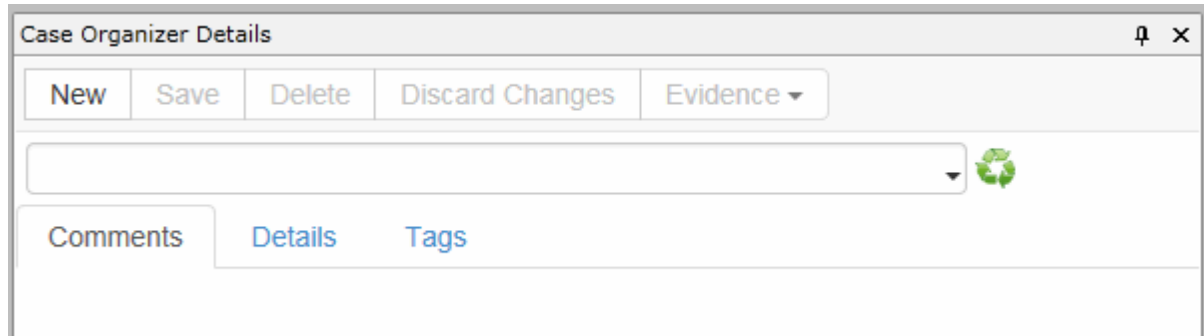 Case Organizer Details
New Save Delete Discard Changes Evidence
Comments Details Tags